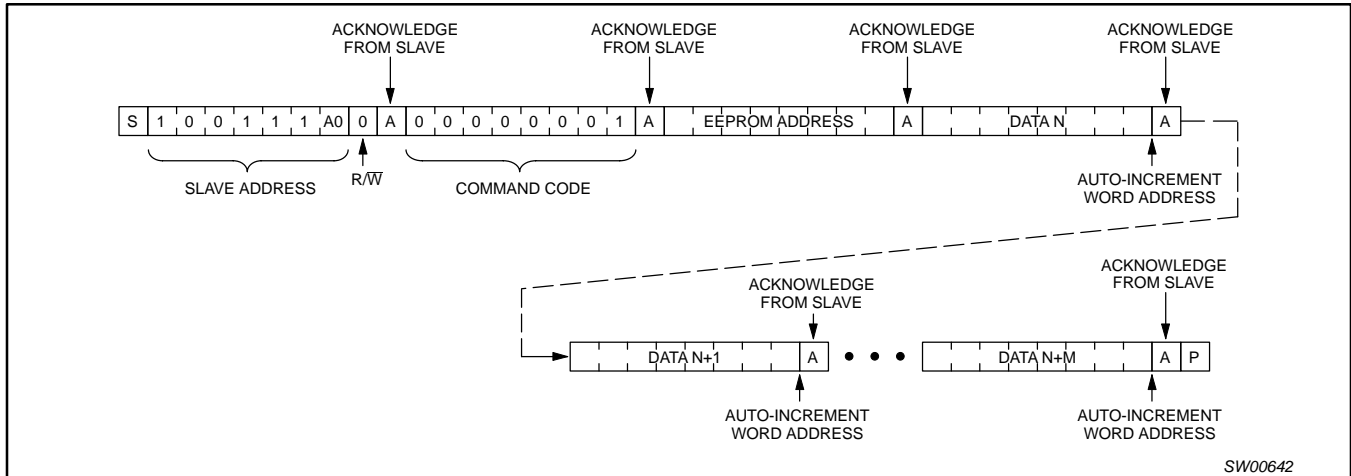 ACKNOWLEDGE
FROM SLAVE
ACKNOWLEDGE
FROM SLAVE
ACKNOWLEDGE
FROM SLAVE
ACKNOWLEDGE
FROM SLAVE
S 1 0 0 1 1 1 A0 0 A 0 0 0 0 0 0 0 1 A EEPROM ADDRESS A DATA N A
SLAVE ADDRESS
R/W̅
COMMAND CODE
AUTO-INCREMENT
WORD ADDRESS
ACKNOWLEDGE
FROM SLAVE
ACKNOWLEDGE
FROM SLAVE
DATA N+1 A • • • DATA N+M A P
AUTO-INCREMENT
WORD ADDRESS
AUTO-INCREMENT
WORD ADDRESS
SW00642